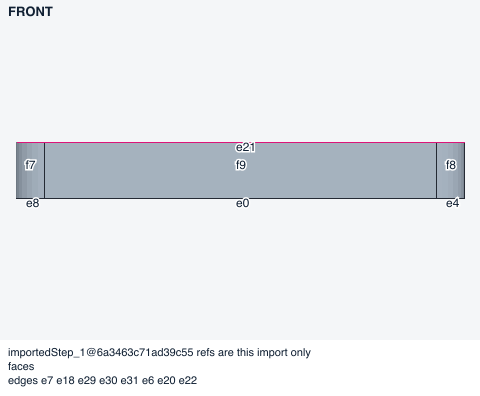 FRONT
e21
f7 f9 f8
e8 e0 e4
importedStep_1@6a3463c71ad39c55 refs are this import only
faces
edges e7 e18 e29 e30 e31 e6 e20 e22